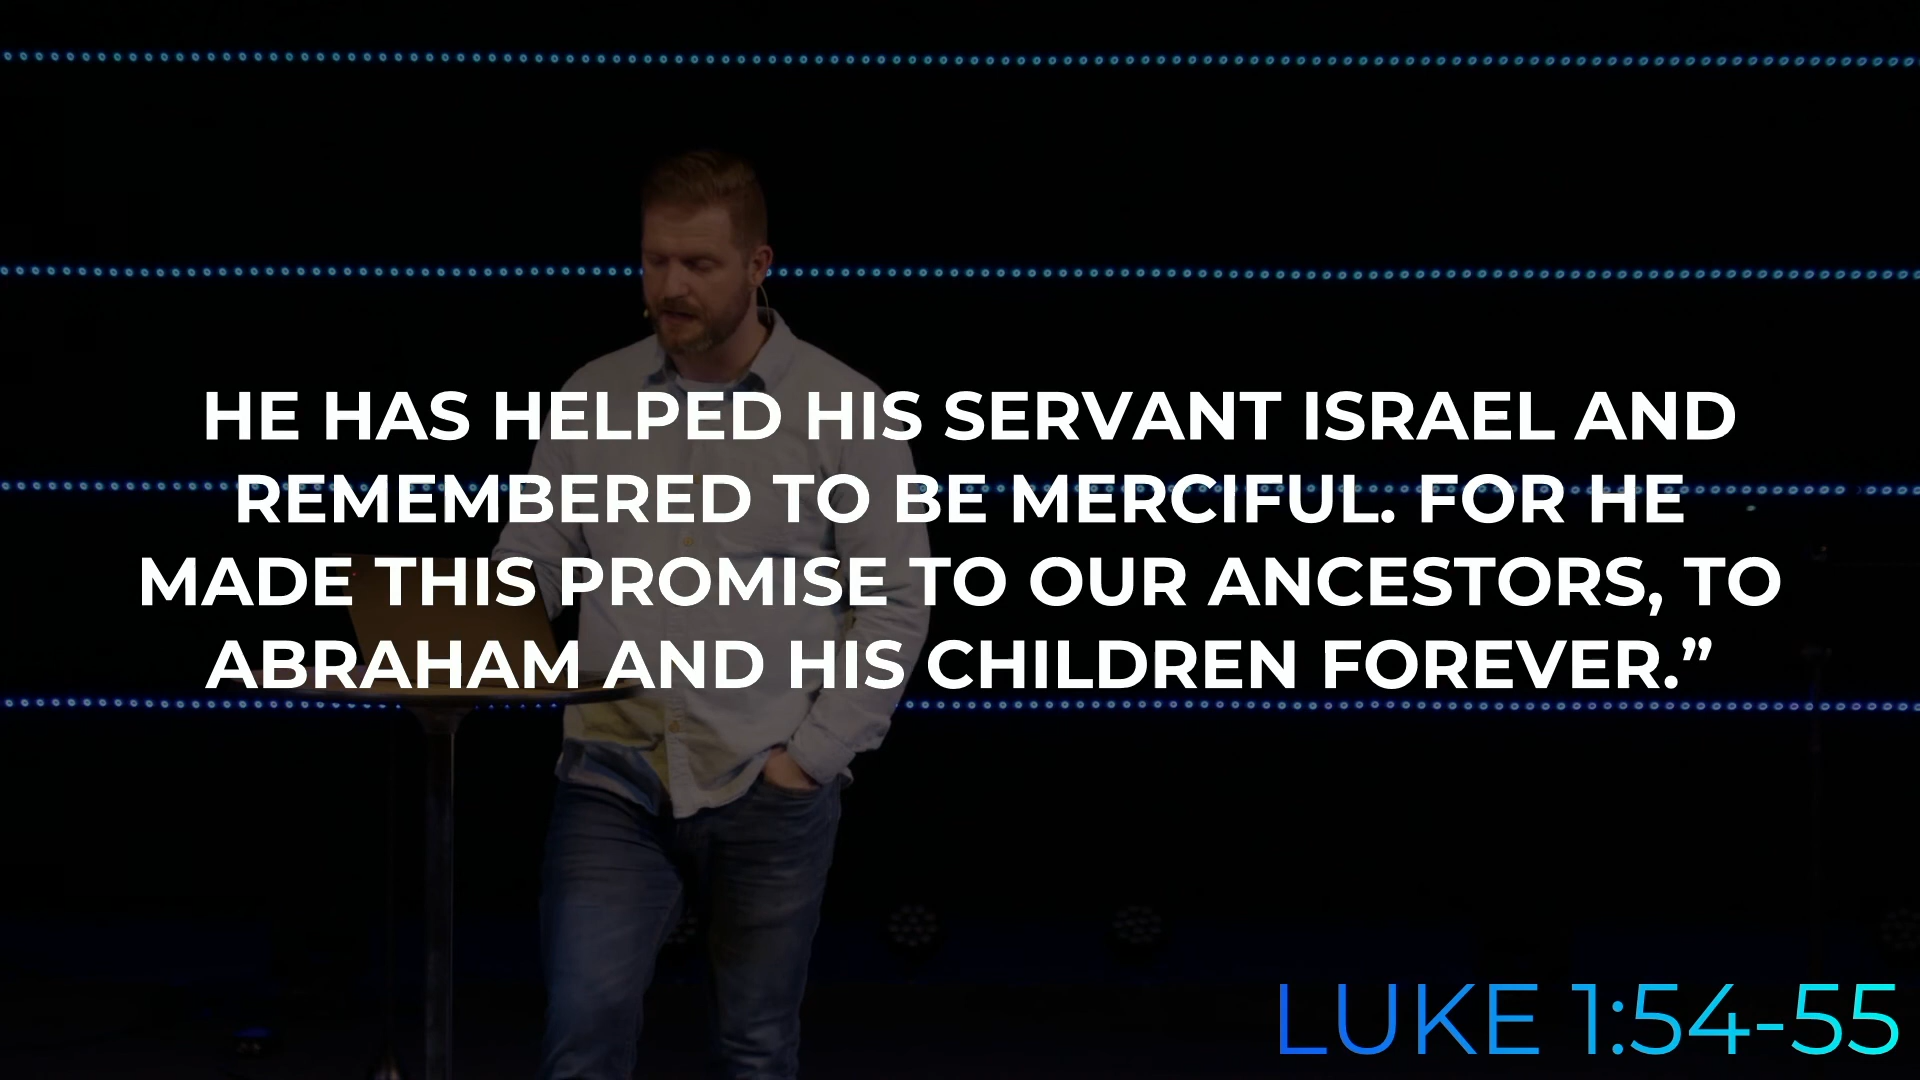 HE HAS HELPED HIS SERVANT ISRAEL AND
REMEMBERED TO BE MERCIFUL. FOR HE
MADE THIS PROMISE TO OUR ANCESTORS, TO
ABRAHAM AND HIS CHILDREN FOREVER.”
LUKE 1:54-55